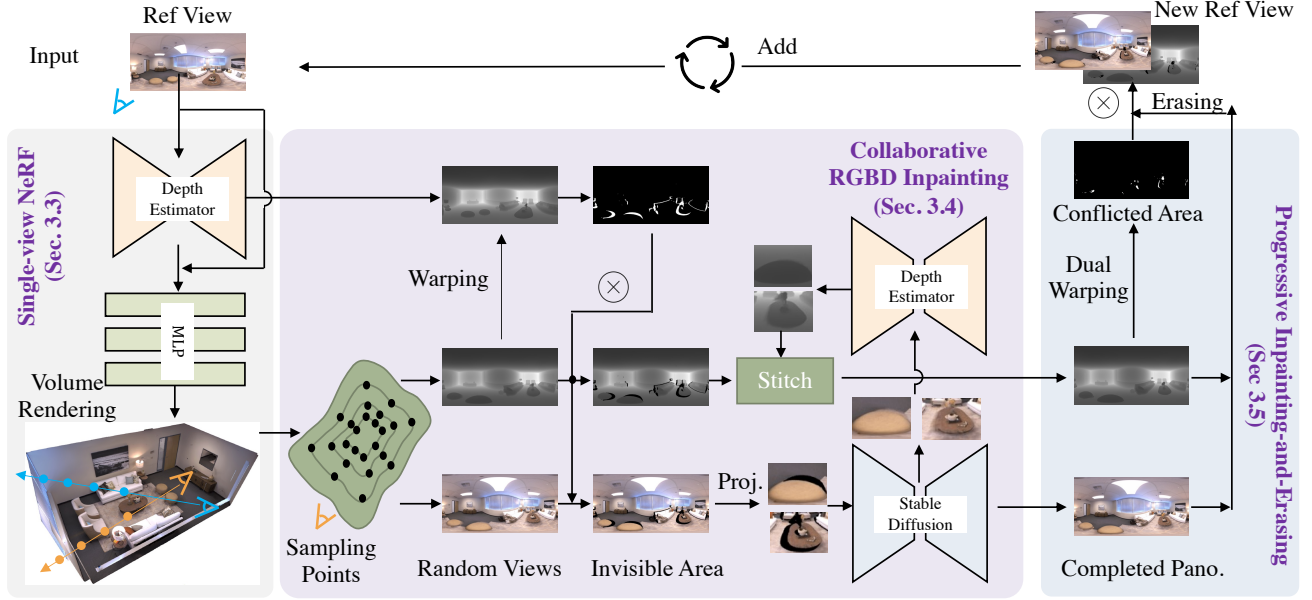 Ref View
New Ref View
Input
Add
Erasing
Single-view NeRF
(Sec. 3.3)
Depth
Estimator
MLP
Volume
Rendering
Collaborative
RGBD Inpainting
(Sec. 3.4)
Warping
Depth
Estimator
Stitch
Proj.
Stable
Diffusion
Sampling
Points
Random Views
Invisible Area
Conflicted Area
Dual
Warping
Completed Pano.
Progressive Inpainting-and-Erasing
(Sec 3.5)